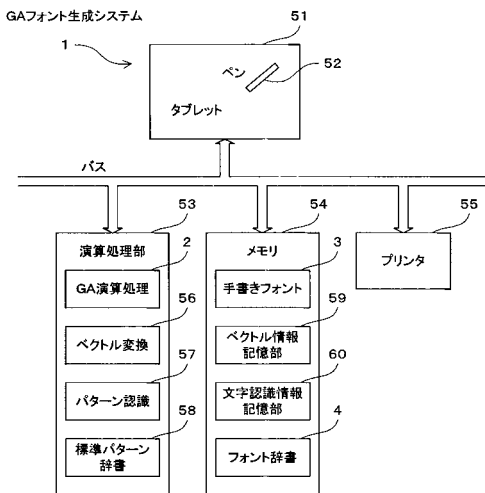 GAフォント生成システム
1
51
ペン
52
タブレット
バス
53
演算処理部
2
GA演算処理
56
ベクトル変換
57
パターン認識
58
標準パターン
辞書
54
メモリ
3
手書きフォント
59
ベクトル情報
記憶部
60
文字認識情報
記憶部
4
フォント辞書
55
プリンタ